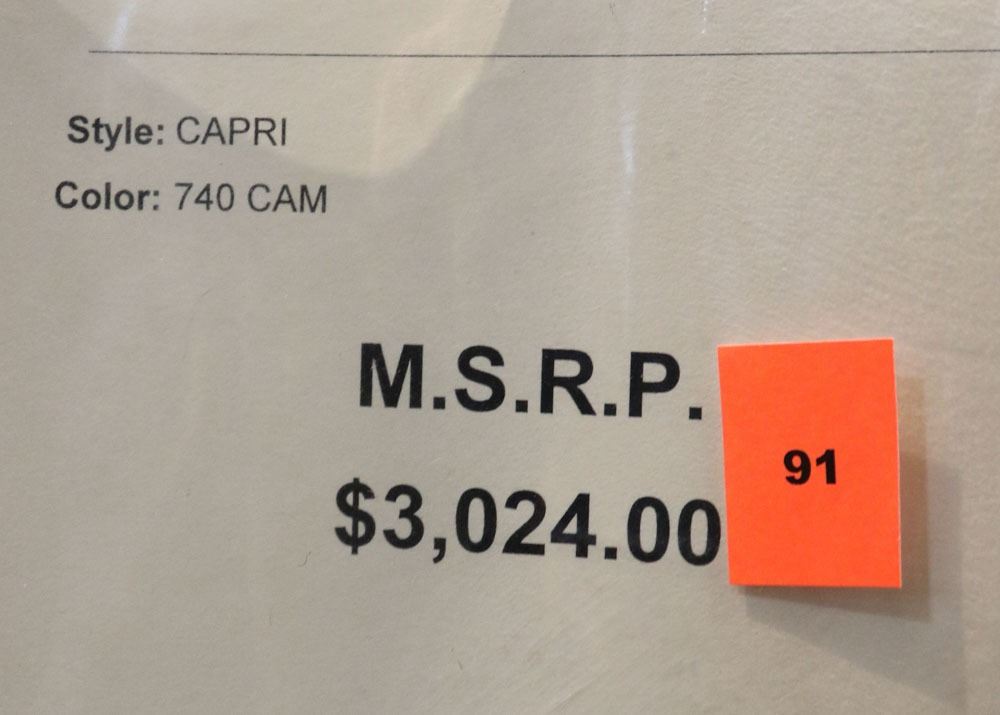 Style: CAPRI
Color: 740 CAM
M.S.R.P.
$3,024.00
91